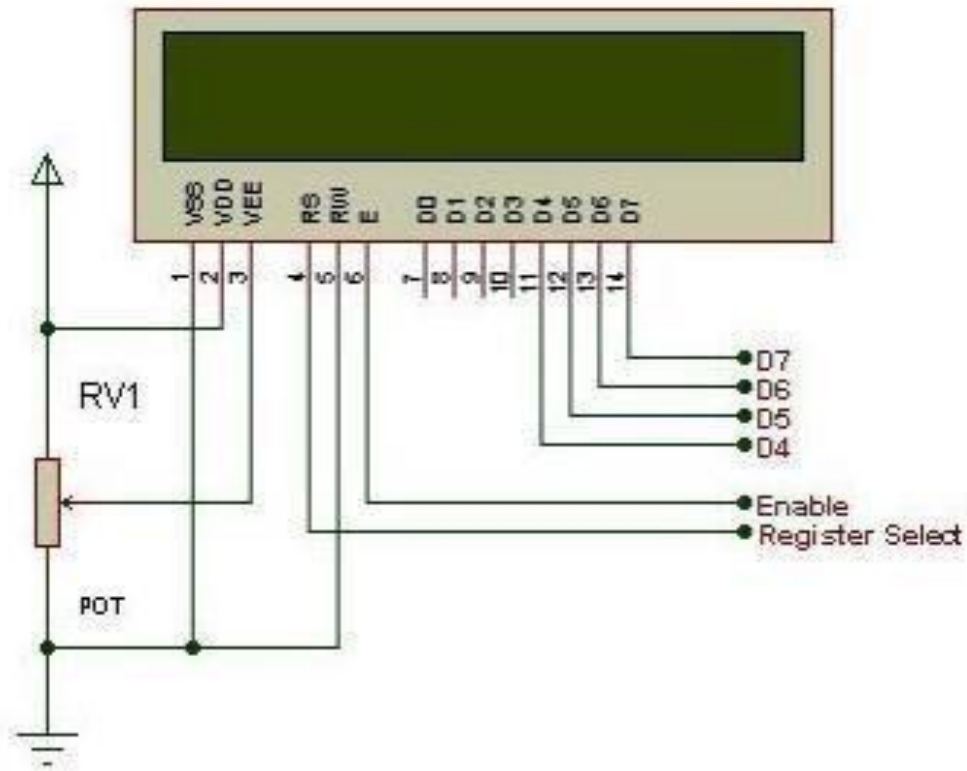 VSS VDD VEE RS RW E D0 D1 D2 D3 D4 D5 D6 D7
1 2 3 4 5 6 7 8 9 10 11 12 13 14
D7
D6
D5
D4
RV1
Enable
Register Select
POT